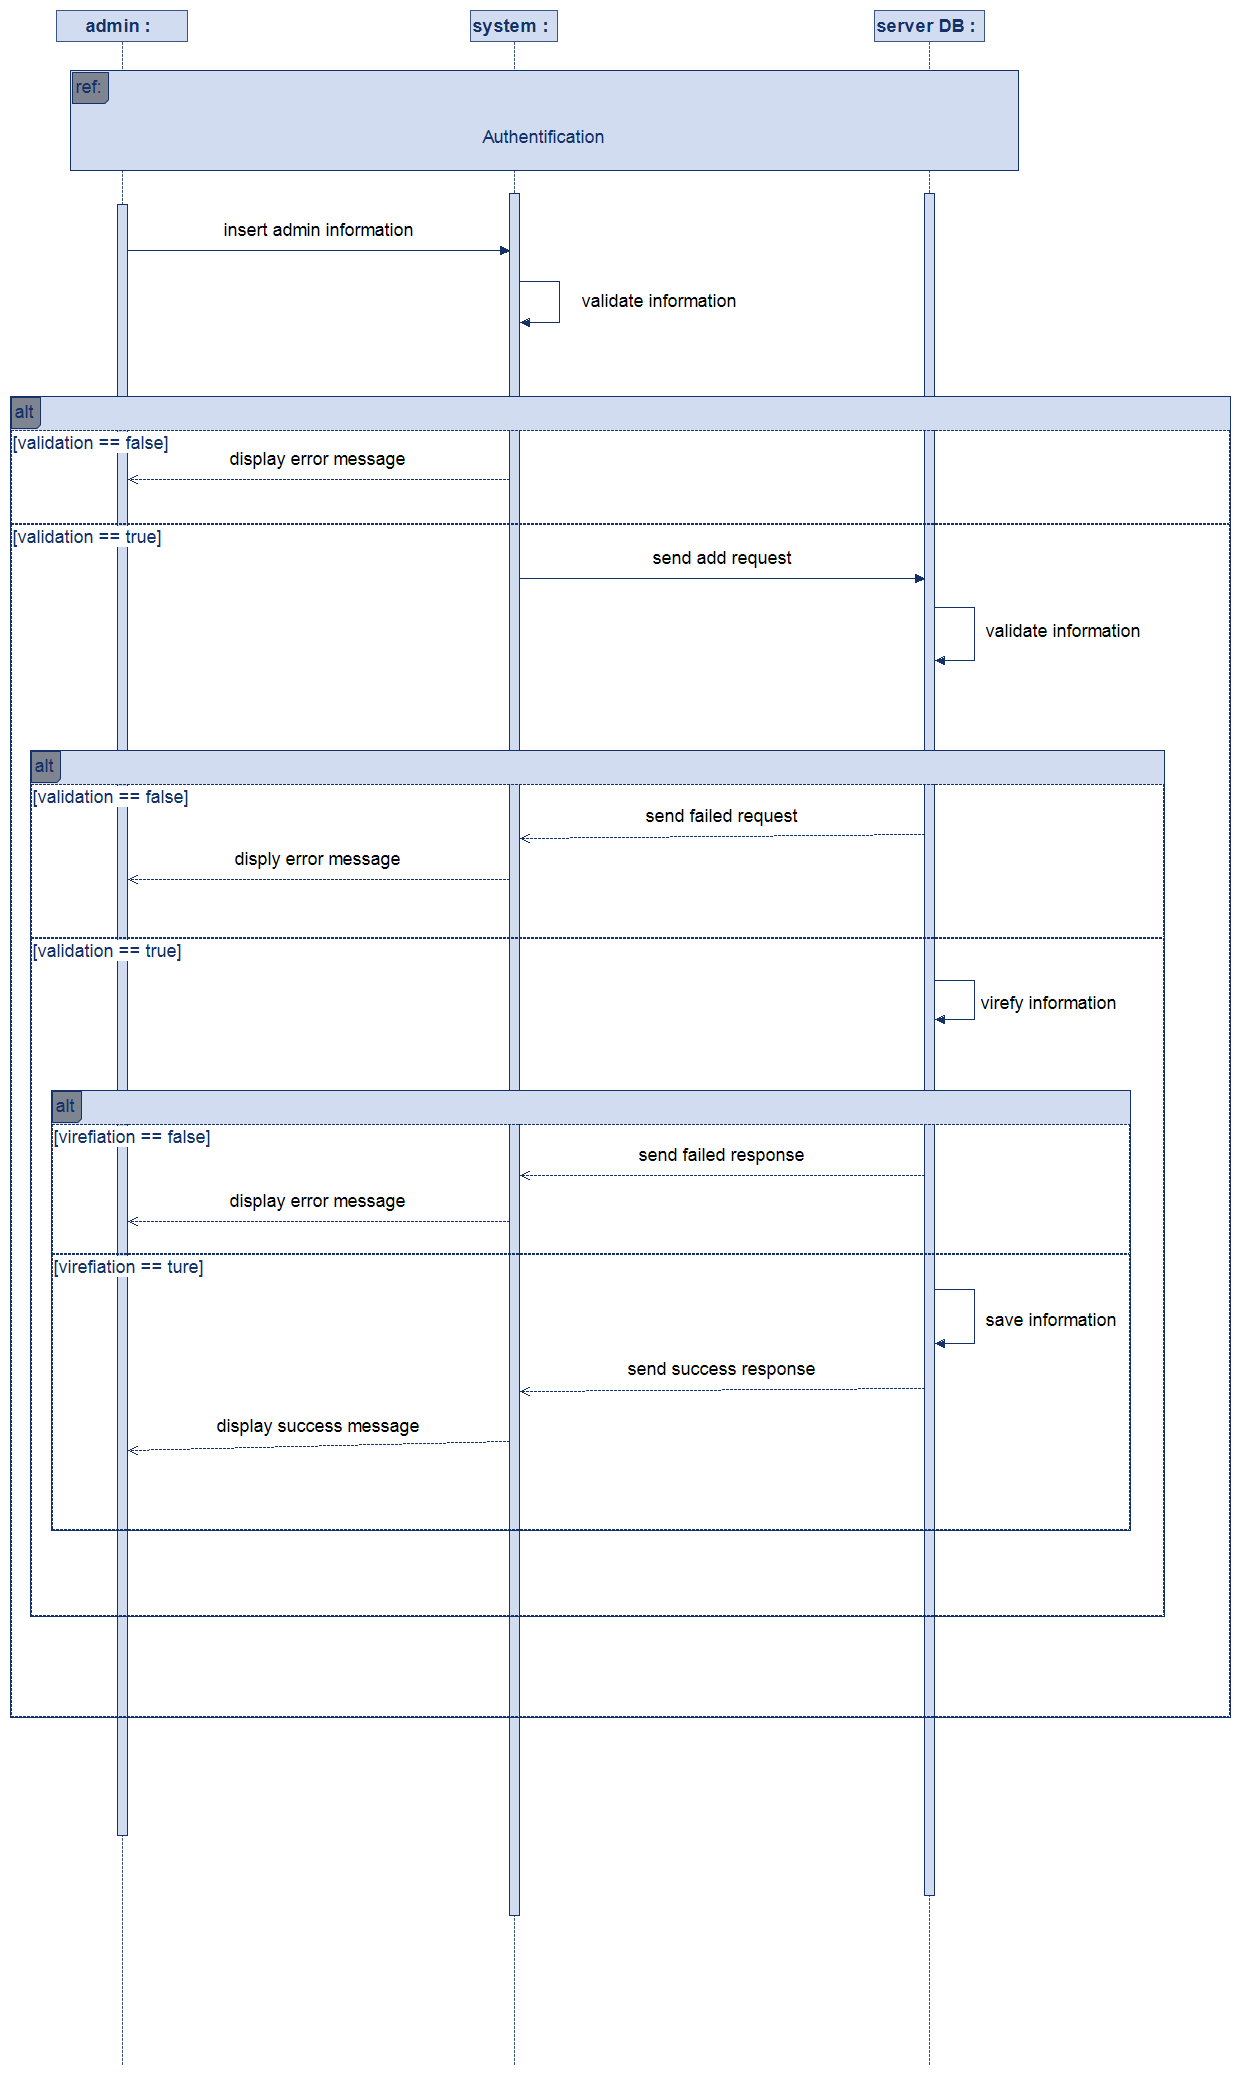 admin :
system :
server DB :
ref:
Authentification
insert admin information
validate information
alt
[validation == false]
display error message
[validation == true]
send add request
validate information
alt
[validation == false]
send failed request
disply error message
[validation == true]
virefy information
alt
[virefiation == false]
send failed response
display error message
[virefiation == ture]
save information
send success response
display success message